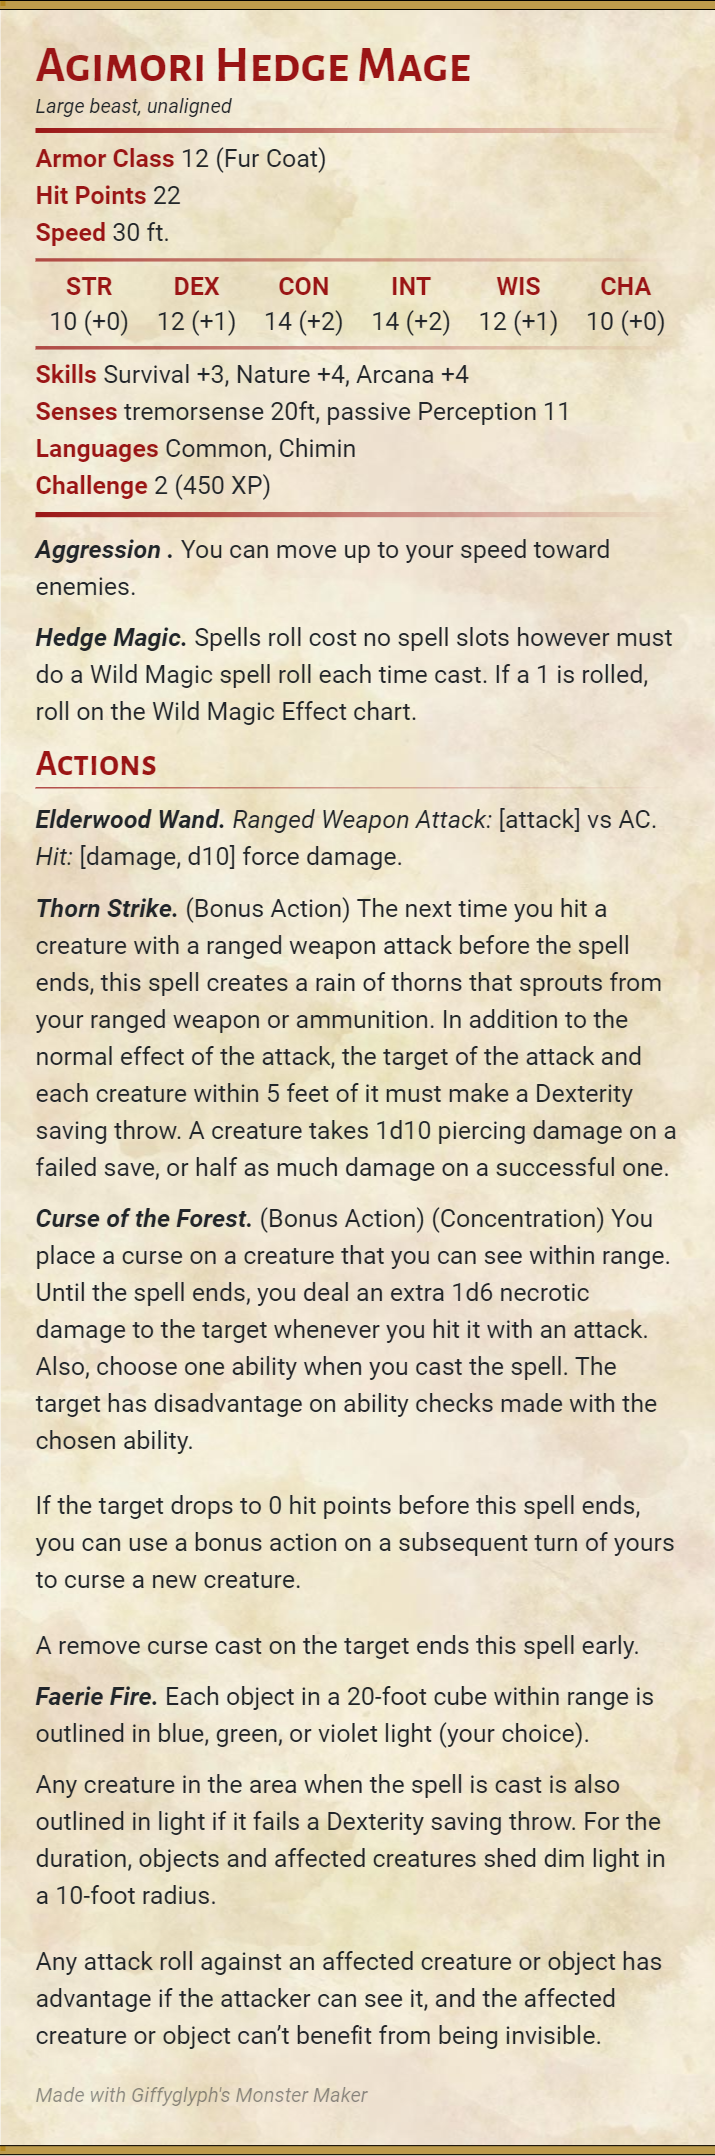 Agimori Hedge Mage
Large beast, unaligned
Armor Class 12 (Fur Coat)
Hit Points 22
Speed 30 ft.
STR DEX CON INT WIS CHA
10 (+0) 12 (+1) 14 (+2) 14 (+2) 12 (+1) 10 (+0)
Skills Survival +3, Nature +4, Arcana +4
Senses tremorsense 20ft, passive Perception 11
Languages Common, Chimin
Challenge 2 (450 XP)
Aggression . You can move up to your speed toward
enemies.
Hedge Magic. Spells roll cost no spell slots however must
do a Wild Magic spell roll each time cast. If a 1 is rolled,
roll on the Wild Magic Effect chart.
Actions
Elderwood Wand. Ranged Weapon Attack: [attack] vs AC.
Hit: [damage, d10] force damage.
Thorn Strike. (Bonus Action) The next time you hit a
creature with a ranged weapon attack before the spell
ends, this spell creates a rain of thorns that sprouts from
your ranged weapon or ammunition. In addition to the
normal effect of the attack, the target of the attack and
each creature within 5 feet of it must make a Dexterity
saving throw. A creature takes 1d10 piercing damage on a
failed save, or half as much damage on a successful one.
Curse of the Forest. (Bonus Action) (Concentration) You
place a curse on a creature that you can see within range.
Until the spell ends, you deal an extra 1d6 necrotic
damage to the target whenever you hit it with an attack.
Also, choose one ability when you cast the spell. The
target has disadvantage on ability checks made with the
chosen ability.
If the target drops to 0 hit points before this spell ends,
you can use a bonus action on a subsequent turn of yours
to curse a new creature.
A remove curse cast on the target ends this spell early.
Faerie Fire. Each object in a 20-foot cube within range is
outlined in blue, green, or violet light (your choice).
Any creature in the area when the spell is cast is also
outlined in light if it fails a Dexterity saving throw. For the
duration, objects and affected creatures shed dim light in
a 10-foot radius.
Any attack roll against an affected creature or object has
advantage if the attacker can see it, and the affected
creature or object can’t benefit from being invisible.
Made with Giffyglyph's Monster Maker